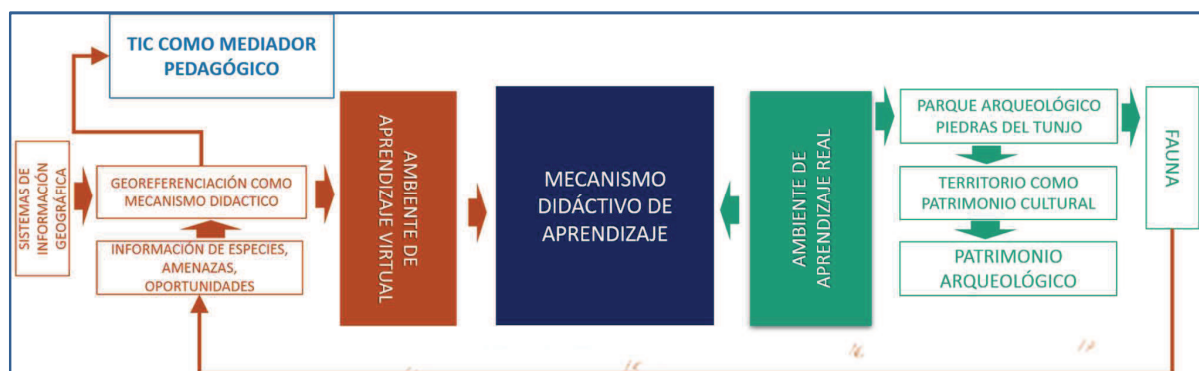 TIC COMO MEDIADOR
PEDAGÓGICO
SISTEMAS DE
INFORMACIÓN
GEOGRÁFICA
GEOREFERENCIACIÓN COMO
MECANISMO DIDACTICO
INFORMACIÓN DE ESPECIES,
AMENAZAS,
OPORTUNIDADES
AMBIENTE DE
APRENDIZAJE VIRTUAL
MECANISMO
DIDÁCTIVO DE
APRENDIZAJE
AMBIENTE DE
APRENDIZAJE REAL
PARQUE ARQUEOLÓGICO
PIEDRAS DEL TUNJO
TERRITORIO COMO
PATRIMONIO CULTURAL
PATRIMONIO
ARQUEOLÓGICO
FAUNA